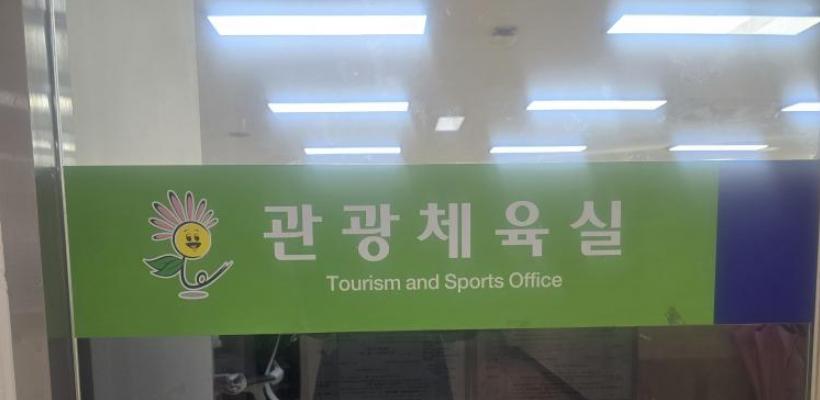 관광체육실
Tourism and Sports Office